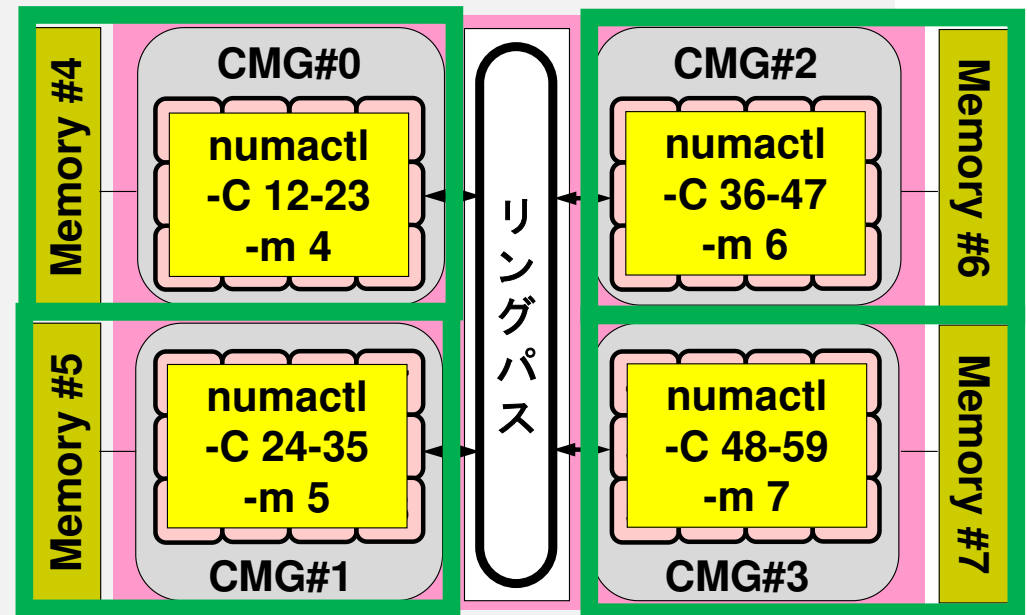 Memory #4
CMG#0
numactl
-C 12-23
-m 4
Memory #5
numactl
-C 24-35
-m 5
CMG#1
リングパス
CMG#2
numactl
-C 36-47
-m 6
Memory #6
numactl
-C 48-59
-m 7
CMG#3
Memory #7